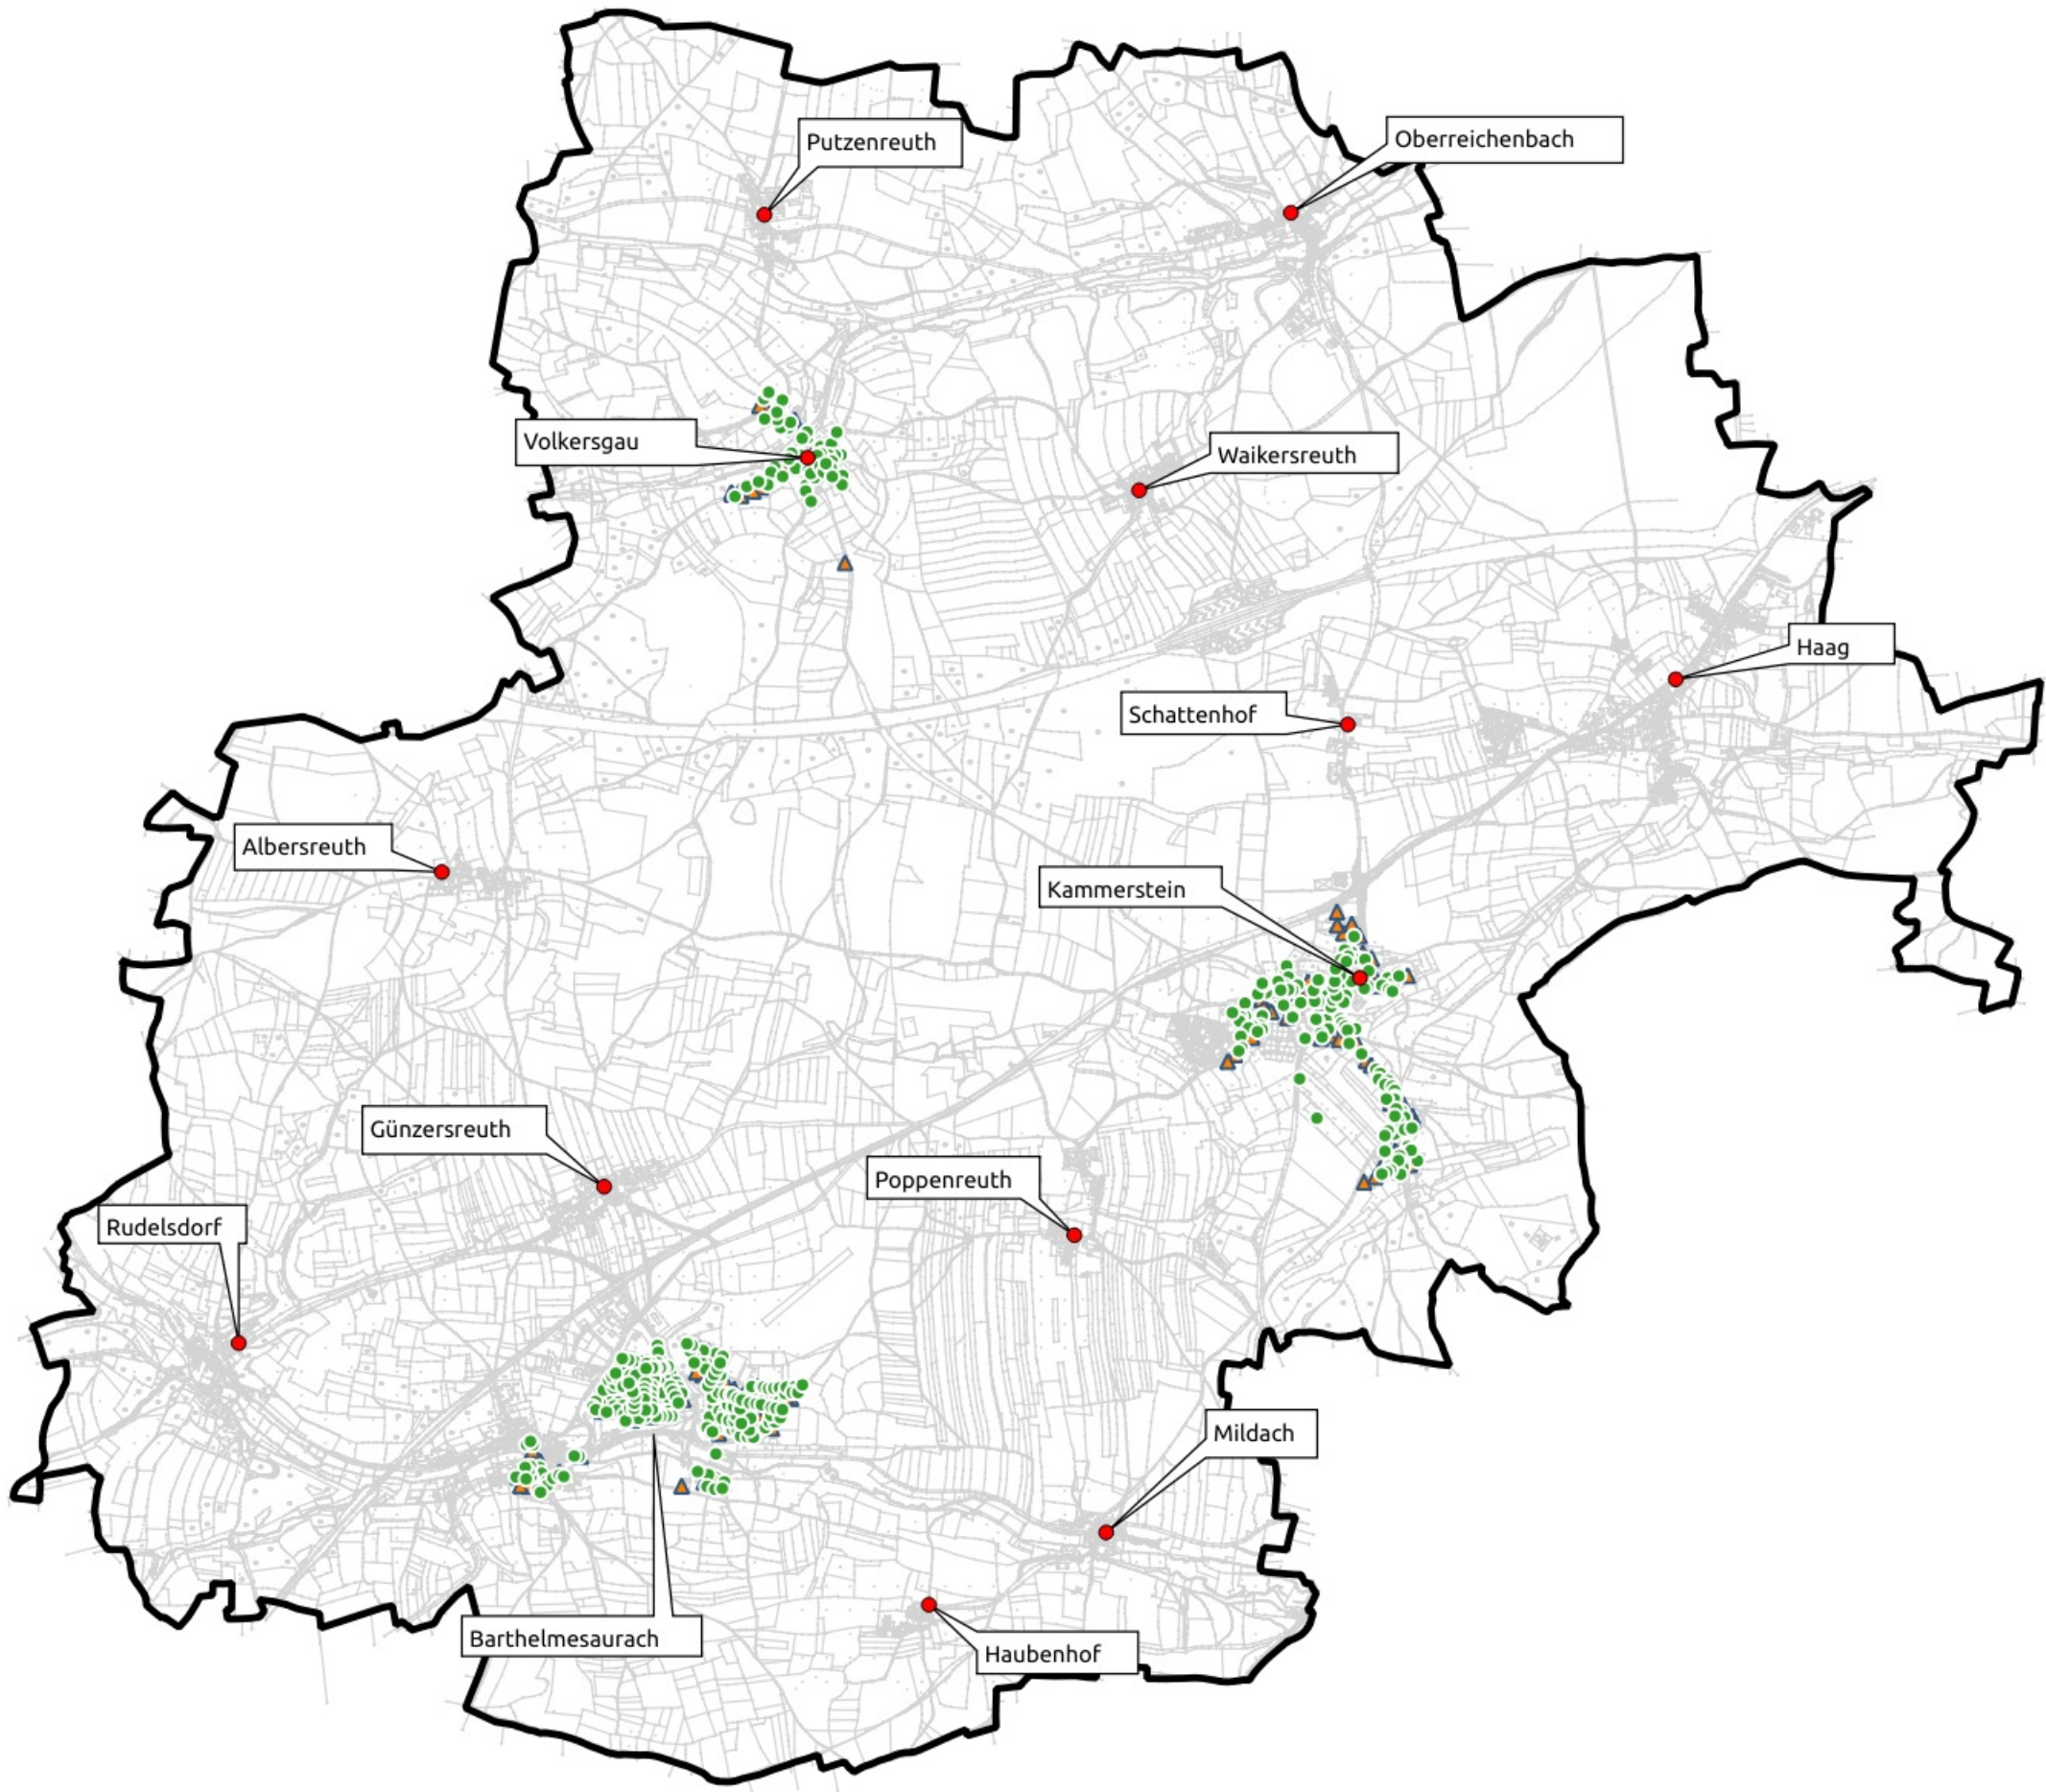 Putzenreuth
Oberreichenbach
Volkersgau
Waikersreuth
Haag
Schattenhof
Albersreuth
Kammerstein
Günzersreuth
Poppenreuth
Rudelsdorf
Mildach
Barthelmesaurach
Haubenhof